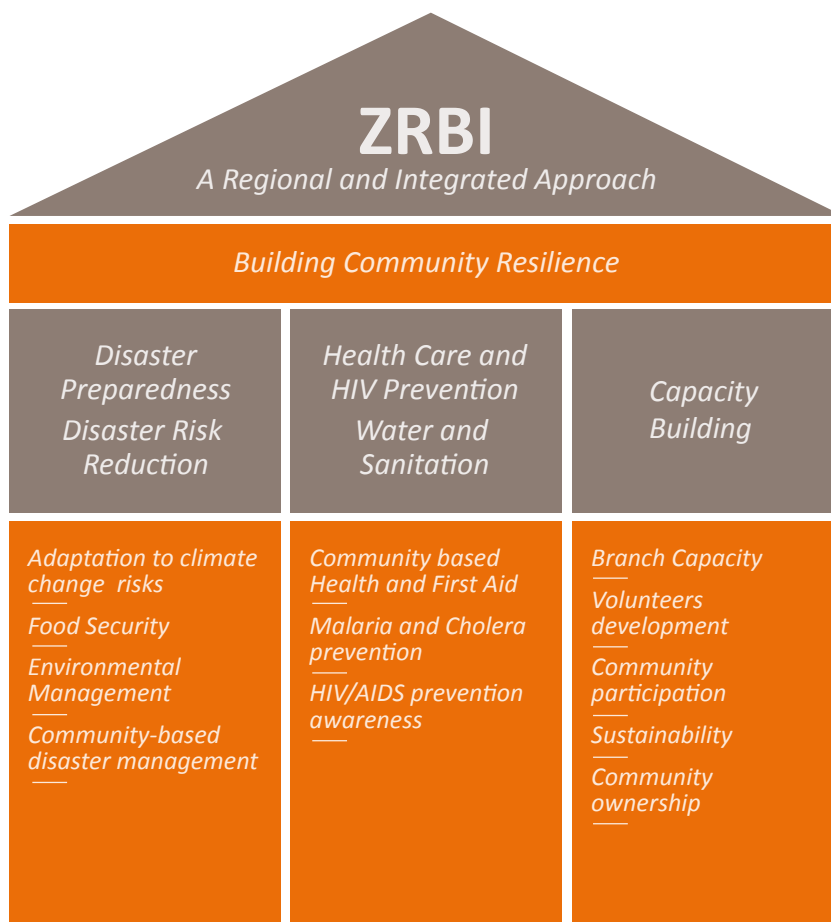 ZRBI
A Regional and Integrated Approach
Building Community Resilience
Disaster
Preparedness
Disaster Risk
Reduction
Health Care and
HIV Prevention
Water and
Sanitation
Capacity
Building
Adaptation to climate
change risks
Food Security
Environmental
Management
Community-based
disaster management
Community based
Health and First Aid
Malaria and Cholera
prevention
HIV/AIDS prevention
awareness
Branch Capacity
Volunteers
development
Community
participation
Sustainability
Community
ownership